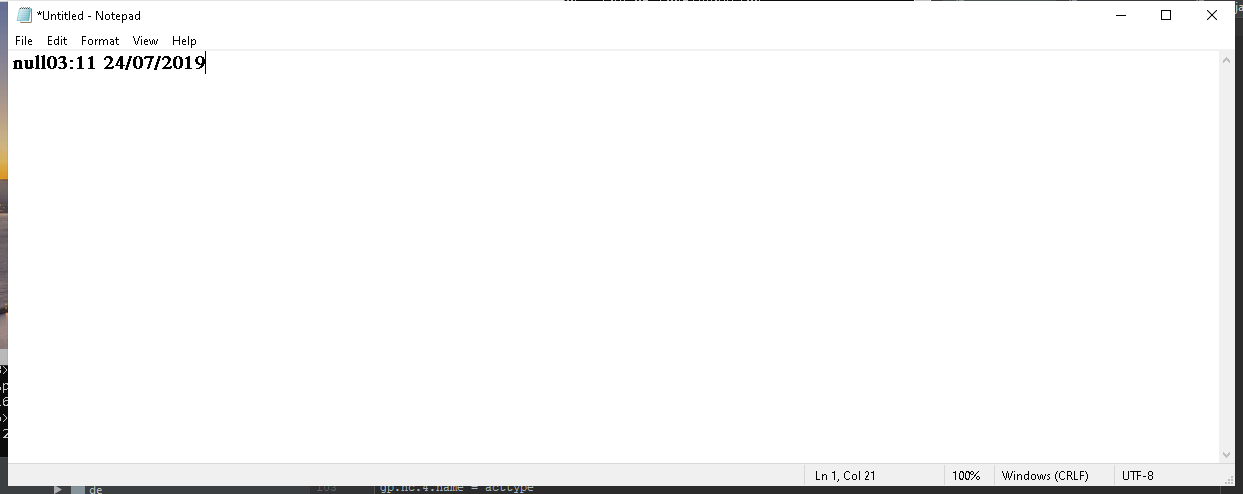 *Untitled - Notepad
File Edit Format View Help
null03:11 24/07/2019
Ln 1, Col 21 100% Windows (CRLF) UTF-8
de 103 gp.nc.4.name = acctype